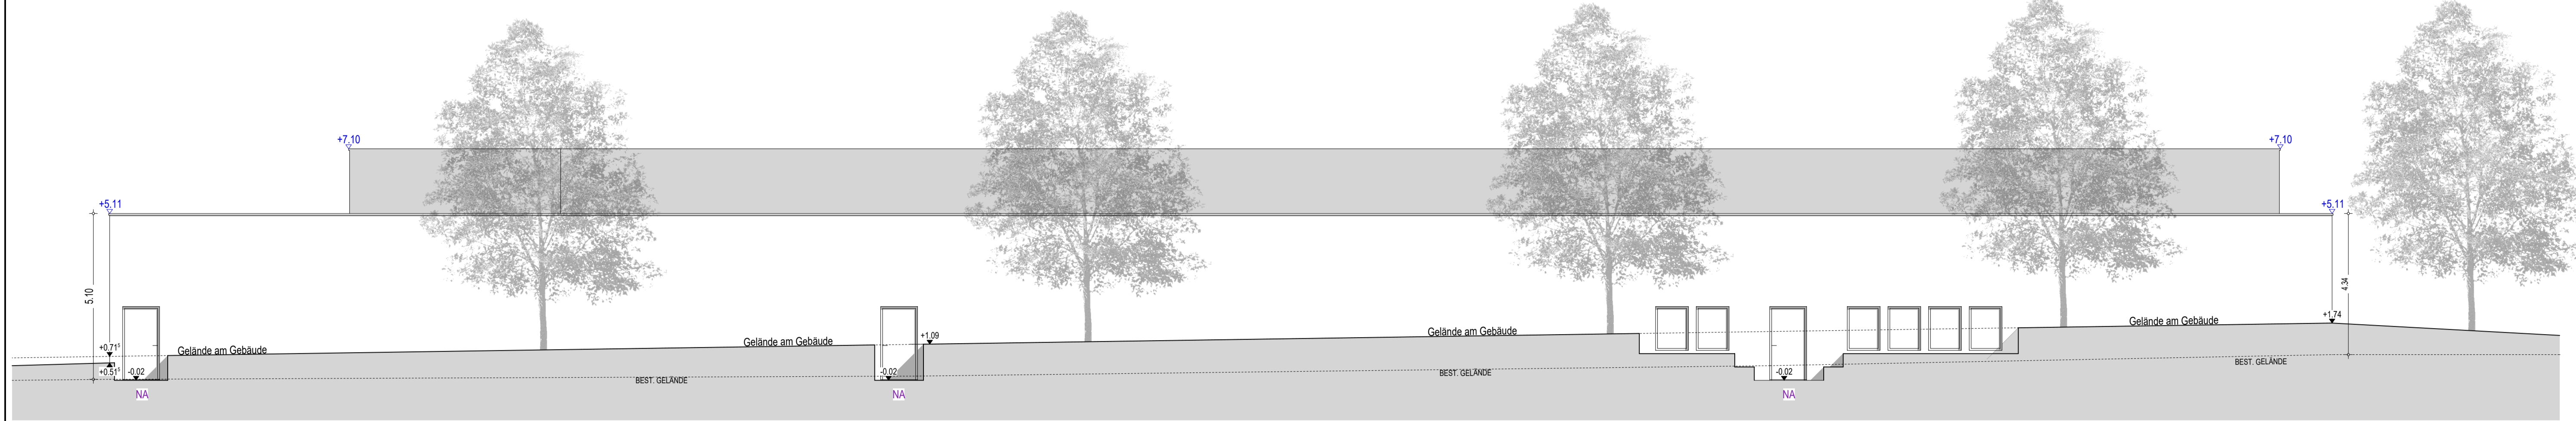 +7.10
+7.10
+5.11
+5.11
5.10
4.34
+1.74
Gelände am Gebäude
Gelände am Gebäude
+1.09
Gelände am Gebäude
+0.71⁵
Gelände am Gebäude
+0.51⁵
-0.02
-0.02
-0.02
BEST. GELÄNDE
BEST. GELÄNDE
BEST. GELÄNDE
NA
NA
NA